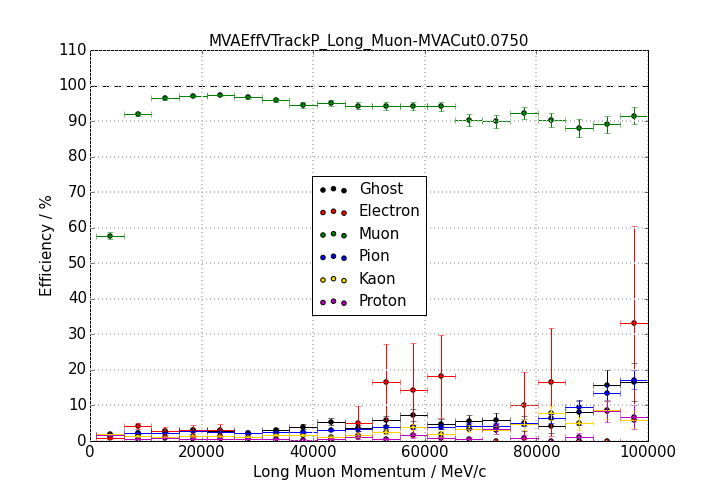 MVAEffVTrackP_Long_Muon-MVACut0.0750
110
100
90
80
70
60
50
40
30
20
10
0
Efficiency / %
Ghost
Electron
Muon
Pion
Kaon
Proton
0 20000 40000 60000 80000 100000
Long Muon Momentum / MeV/c